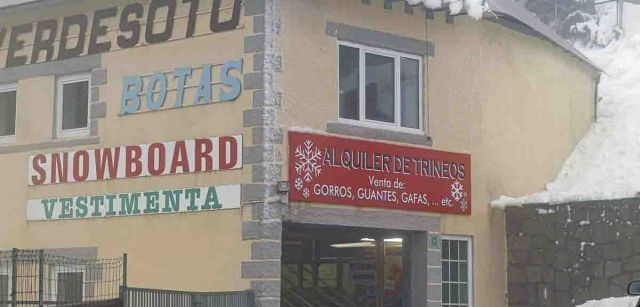 VERDESOTO
BOTAS
SNOWBOARD
VESTIMENTA
ALQUILER DE TRINEOS
Venta de:
GORROS, GUANTES, GAFAS, ... etc.